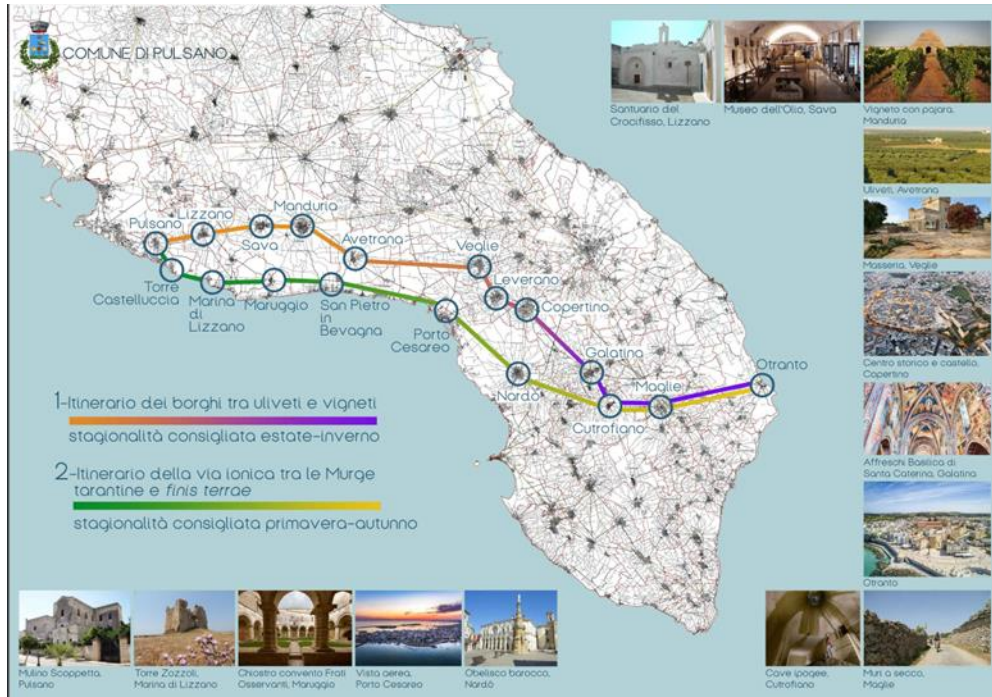 COMUNE DI PULSANO
Santuario del
Crocifisso, Lizzano
Museo dell'Olio, Sava
Vigneto con pajara,
Manduria
Uliveti, Avetrana
Masseria, Veglie
Centro storico e castello,
Copertino
Affreschi Basilica di
Santa Caterina, Galatina
Otranto
Pulsano
Lizzano
Sava
Manduria
Avetrana
Veglie
Leverano
Copertino
Torre
Castelluccia
Marina
di
Lizzano
Maruggio
San Pietro
in
Bevagna
Porto
Cesareo
Nardò
Galatina
Cutrofiano
Maglie
Otranto
1-Itinerario dei borghi tra uliveti e vigneti
stagionalità consigliata estate-inverno
2-Itinerario della via ionica tra le Murge
tarantine e finis terrae
stagionalità consigliata primavera-autunno
Mulino Scoppetta,
Pulsano
Torre Zozzoli,
Marina di Lizzano
Chiostro convento Frati
Osservanti, Maruggio
Vista aerea,
Porto Cesareo
Obelisco barocco,
Nardò
Cave ipogee,
Cutrofiano
Muri a secco,
Maglie